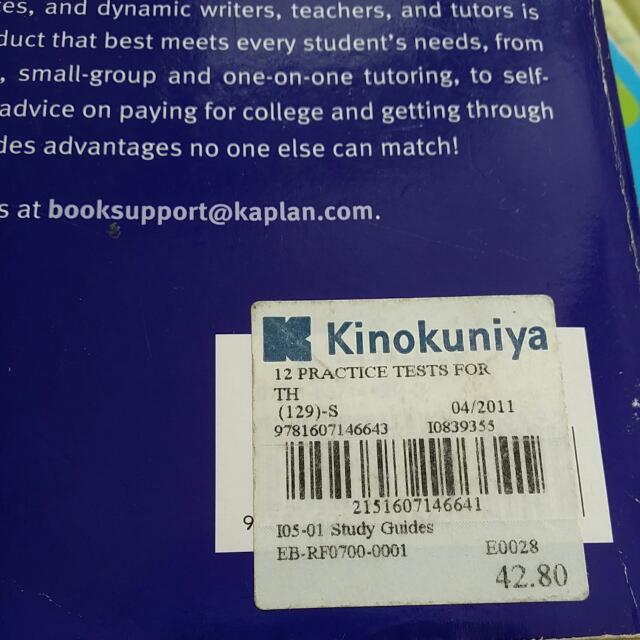 es, and dynamic writers, teachers, and tutors is
duct that best meets every student's needs, from
, small-group and one-on-one tutoring, to self-
advice on paying for college and getting through
des advantages no one else can match!
s at booksupport@kaplan.com.
Kinokuniya
12 PRACTICE TESTS FOR
TH
(129)-S 04/2011
9781607146643 I0839355
2151607146641
9
I05-01 Study Guides
EB-RF0700-0001 E0028
42.80